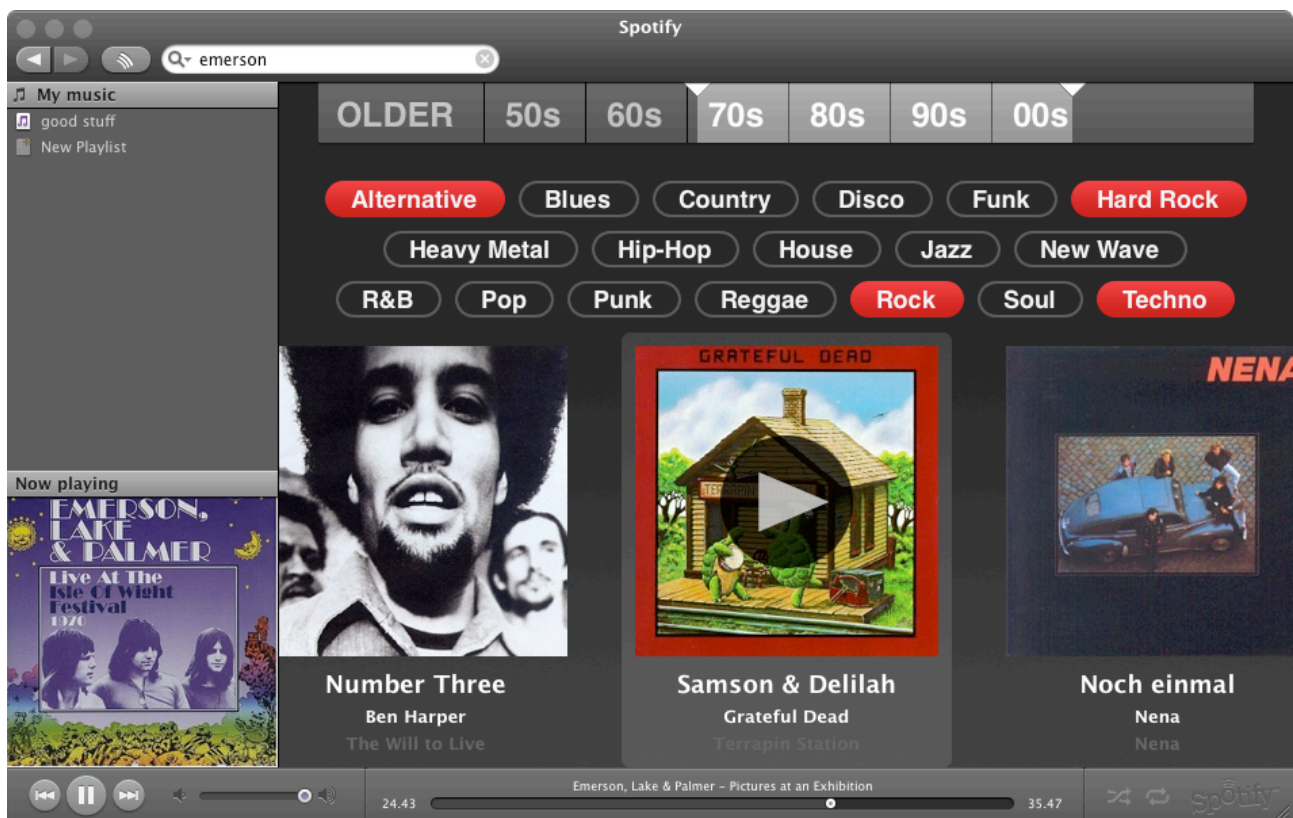 Spotify
emerson
My music
good stuff
New Playlist
OLDER 50s 60s 70s 80s 90s 00s
Alternative Blues Country Disco Funk Hard Rock
Heavy Metal Hip-Hop House Jazz New Wave
R&B Pop Punk Reggae Rock Soul Techno
GRATEFUL DEAD
TERRAPIN
NENA
Number Three
Ben Harper
The Will to Live
Samson & Delilah
Grateful Dead
Terrapin Station
Noch einmal
Nena
Nena
Now playing
EMERSON,
LAKE
& PALMER
Live At The
Isle Of Wight
Festival
1970
Emerson, Lake & Palmer – Pictures at an Exhibition
24.43 35.47
Spotify